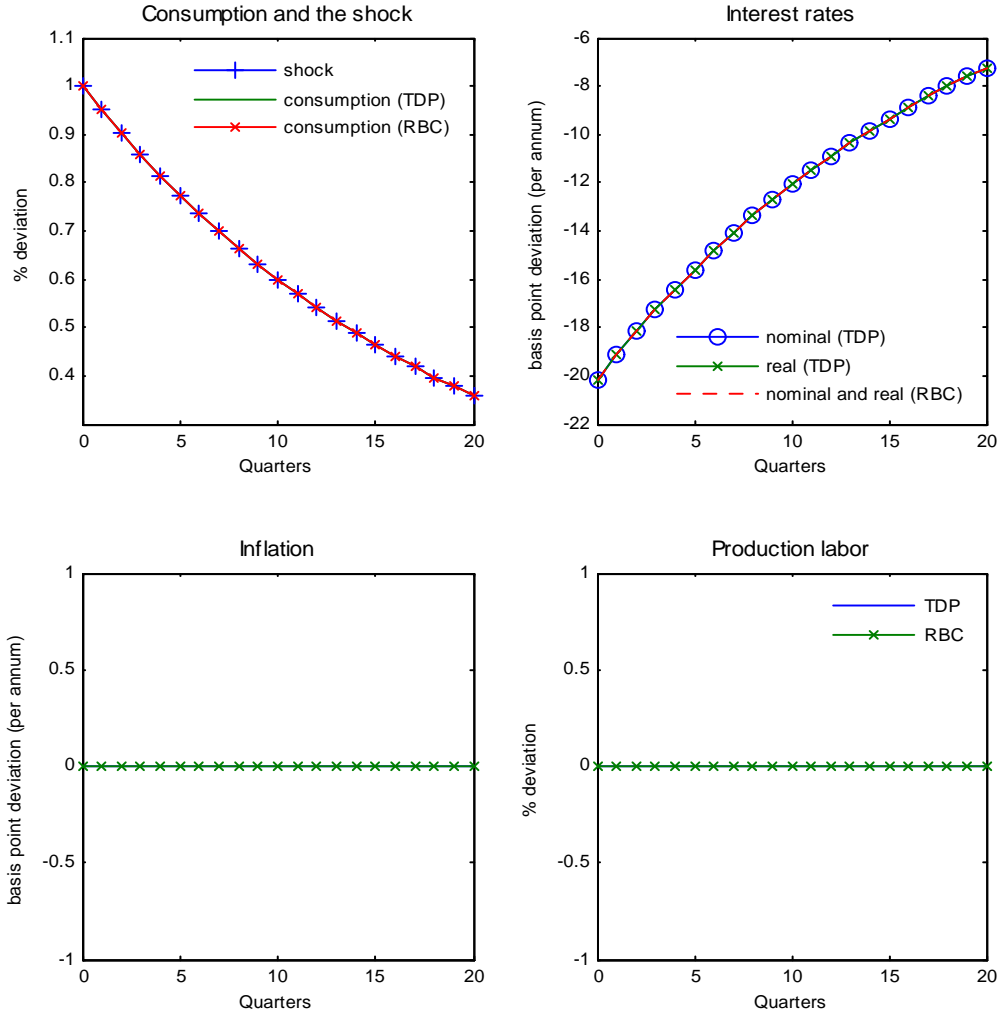 Consumption and the shock
1.1
1
0.9
0.8
0.7
0.6
0.5
0.4
% deviation
shock
consumption (TDP)
consumption (RBC)
0
5
10
15
20
Quarters
Interest rates
-6
-8
-10
-12
-14
-16
-18
-20
-22
basis point deviation (per annum)
nominal (TDP)
real (TDP)
nominal and real (RBC)
0
5
10
15
20
Quarters
Inflation
1
0.5
0
-0.5
-1
basis point deviation (per annum)
0
5
10
15
20
Quarters
Production labor
1
0.5
0
-0.5
-1
% deviation
TDP
RBC
0
5
10
15
20
Quarters